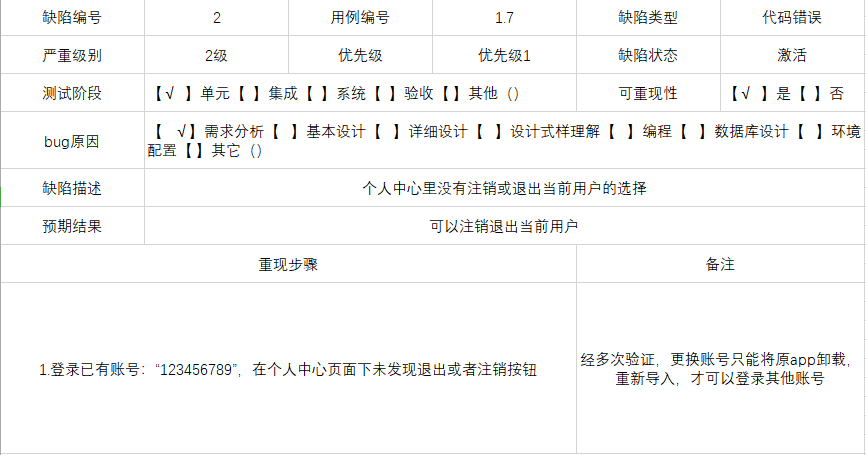 缺陷编号 2 用例编号 1.7 缺陷类型 代码错误
严重级别 2级 优先级 优先级1 缺陷状态 激活
测试阶段 【√ 】单元【 】集成【 】系统【 】验收【 】其他（） 可重现性 【√ 】是【 】否
bug原因 【 √】需求分析【 】基本设计【 】详细设计【 】设计式样理解【 】编程【 】数据库设计【 】环境
配置【 】其它（）
缺陷描述 个人中心里没有注销或退出当前用户的选择
预期结果 可以注销退出当前用户
重现步骤 备注
1.登录已有账号：“123456789”，在个人中心页面下未发现退出或者注销按钮
经多次验证，更换账号只能将原app卸载，
重新导入，才可以登录其他账号